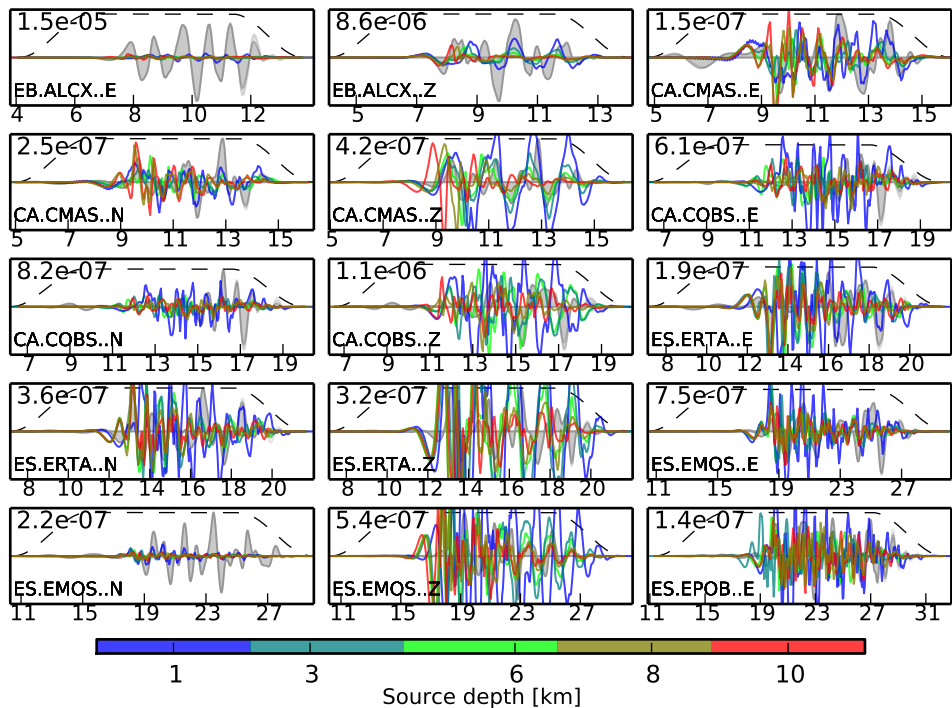 1.5e-05 8.6e-06 1.5e-07
EB.ALCX..E EB.ALCX..Z CA.CMAS..E
4 6 8 10 12 5 7 9 11 13 5 7 9 11 13 15
2.5e-07 4.2e-07 6.1e-07
CA.CMAS..N CA.CMAS..Z CA.COBS..E
5 7 9 11 13 15 5 7 9 11 13 15 7 9 11 13 15 17 19
8.2e-07 1.1e-06 1.9e-07
CA.COBS..N CA.COBS..Z ES.ERTA..E
7 9 11 13 15 17 19 7 9 11 13 15 17 19 8 10 12 14 16 18 20
3.6e-07 3.2e-07 7.5e-07
ES.ERTA..N ES.ERTA..Z ES.EMOS..E
8 10 12 14 16 18 20 8 10 12 14 16 18 20 11 15 19 23 27
2.2e-07 5.4e-07 1.4e-07
ES.EMOS..N ES.EMOS..Z ES.EPOB..E
11 15 19 23 27 11 15 19 23 27 11 15 19 23 27 31
1 3 6 8 10
Source depth [km]